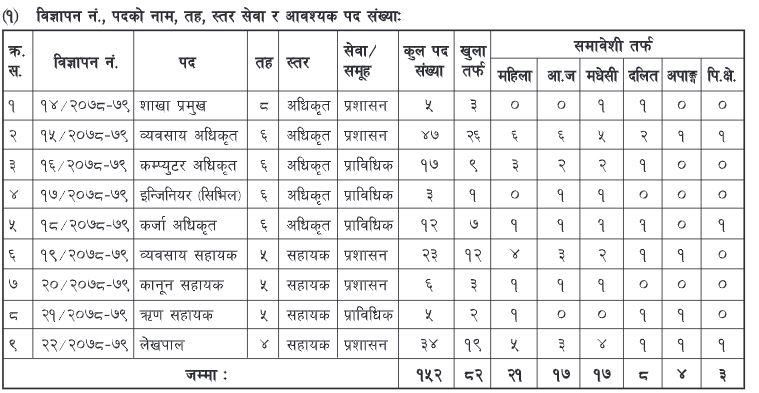 (१) विज्ञापन नं., पदको नाम, तह, स्तर सेवा र आवश्यक पद संख्याः
क्र. स. विज्ञापन नं. पद तह स्तर सेवा/ समूह कुल पद संख्या खुला तर्फ समावेशी तर्फ
महिला आ.ज मधेसी दलित अपाङ्ग पि.क्षे.
१ १४/२०७८-७९ शाखा प्रमुख ८ अधिकृत प्रशासन ५ ३ ० ० १ १ ० ०
२ १५/२०७८-७९ व्यवसाय अधिकृत ६ अधिकृत प्रशासन ४७ २६ ६ ६ ५ २ १ १
३ १६/२०७८-७९ कम्प्युटर अधिकृत ६ अधिकृत प्राविधिक १७ ९ ३ २ २ १ ० ०
४ १७/२०७८-७९ इन्जिनियर (सिभिल) ६ अधिकृत प्राविधिक ३ १ ० १ १ ० ० ०
५ १८/२०७८-७९ कर्जा अधिकृत ६ अधिकृत प्राविधिक १२ ७ १ १ १ १ ० १
६ १९/२०७८-७९ व्यवसाय सहायक ५ सहायक प्रशासन २३ १२ ४ ३ २ १ १ ०
७ २०/२०७८-७९ कानून सहायक ५ सहायक प्रशासन ६ ३ १ १ १ ० ० ०
८ २१/२०७८-७९ ऋण सहायक ५ सहायक प्राविधिक ५ २ १ ० ० १ १ ०
९ २२/२०७८-७९ लेखपाल ४ सहायक प्रशासन ३४ १९ ५ ३ ४ १ १ १
जम्मा : १५२ ८२ २१ १७ १७ ८ ४ ३